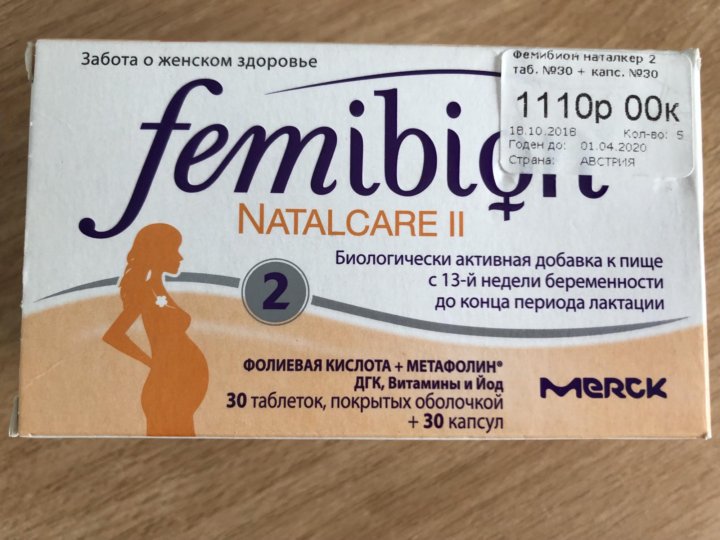 Забота о женском здоровье
Фемибион наталкер 2
таб. №30 + капс. №30
1110р 00к
18.10.2018 Кол-во: 5
Годен до: 01.04.2020
Страна: АВСТРИЯ
femibion
NATALCARE II
Биологически активная добавка к пище
с 13-й недели беременности
до конца периода лактации
2
ФОЛИЕВАЯ КИСЛОТА + МЕТАФОЛИН®
ДГК, Витамины и Йод
30 таблеток, покрытых оболочкой
+ 30 капсул
MERCK